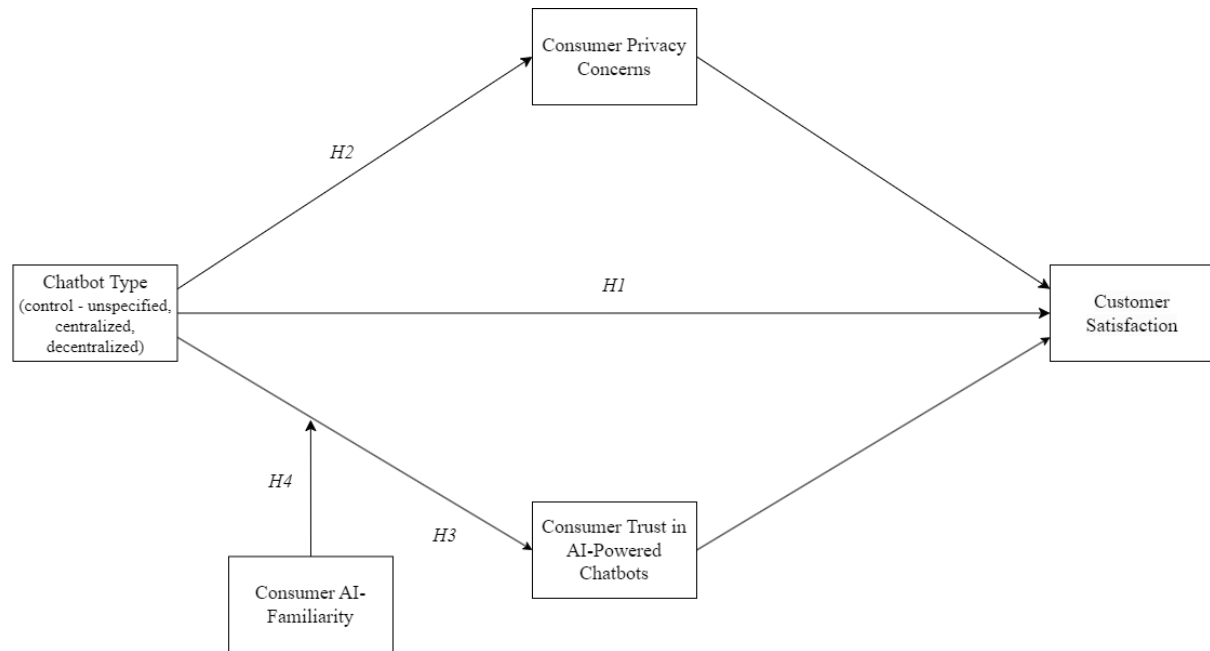 Consumer Privacy
Concerns
H2
Chatbot Type
(control - unspecified,
centralized,
decentralized)
H1
Customer
Satisfaction
H4
H3
Consumer Trust in
AI-Powered
Chatbots
Consumer AI-
Familiarity